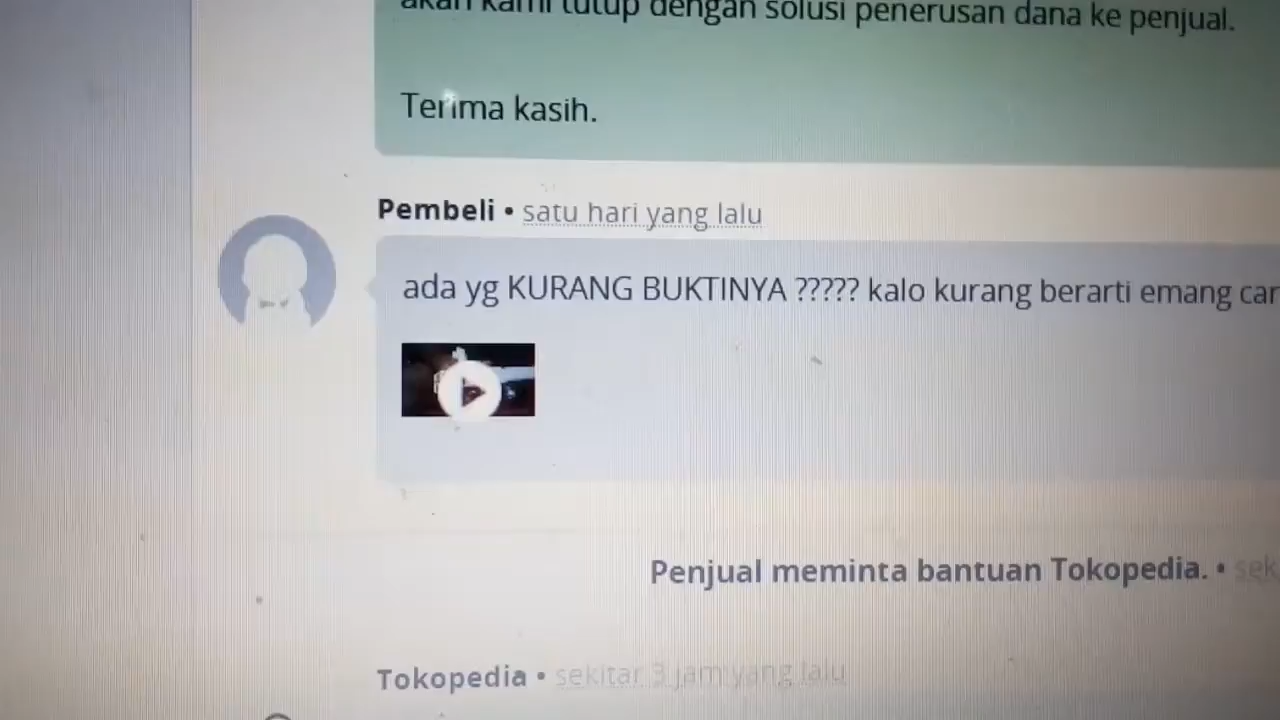 akan kami tutup dengan solusi penerusan dana ke penjual.
Terima kasih.
Pembeli • satu hari yang lalu
ada yg KURANG BUKTINYA ????? kalo kurang berarti emang car
Penjual meminta bantuan Tokopedia. • sek
Tokopedia • sekitar 3 jam yang lalu